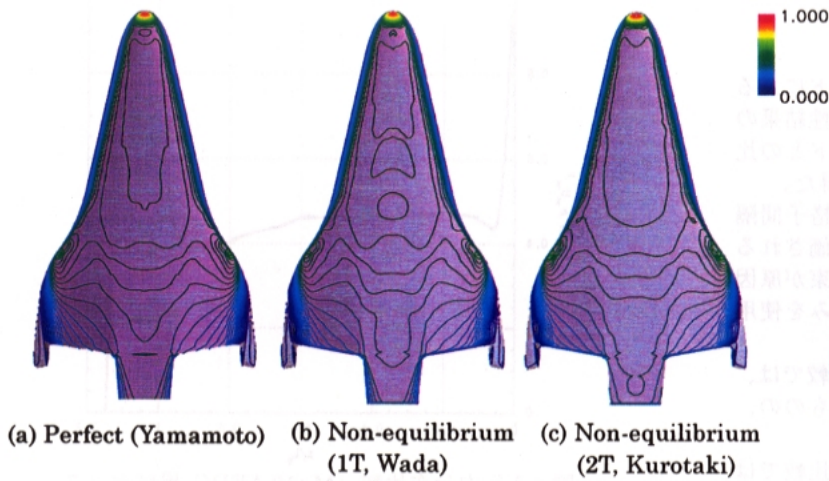 1.000
0.000
(a) Perfect (Yamamoto)
(b) Non-equilibrium
(1T, Wada)
(c) Non-equilibrium
(2T, Kurotaki)